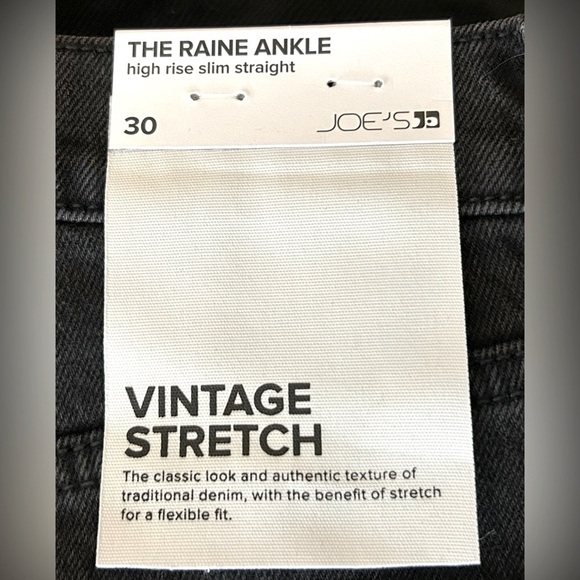 THE RAINE ANKLE
high rise slim straight
30
JOE'S
VINTAGE
STRETCH
The classic look and authentic texture of
traditional denim, with the benefit of stretch
for a flexible fit.